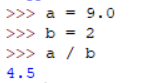 >>> a = 9.0
>>> b = 2
>>> a / b
4.5